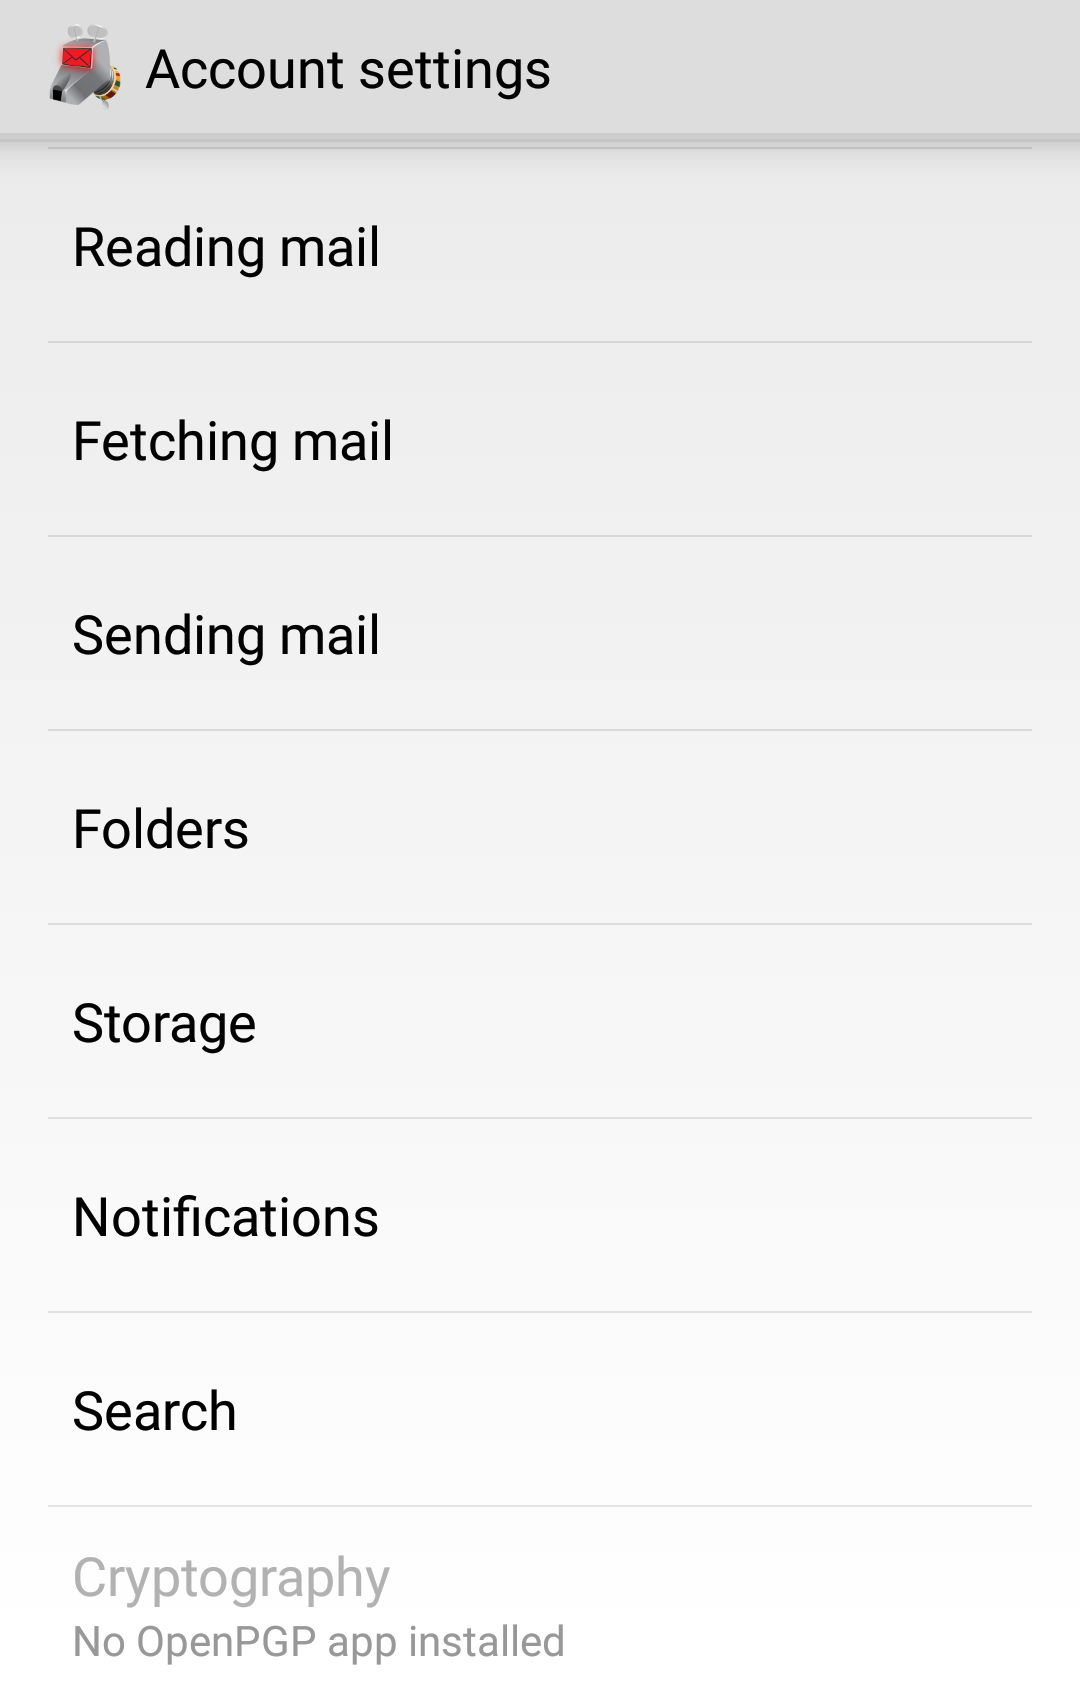 Account settings
Reading mail
Fetching mail
Sending mail
Folders
Storage
Notifications
Search
Cryptography
No OpenPGP app installed